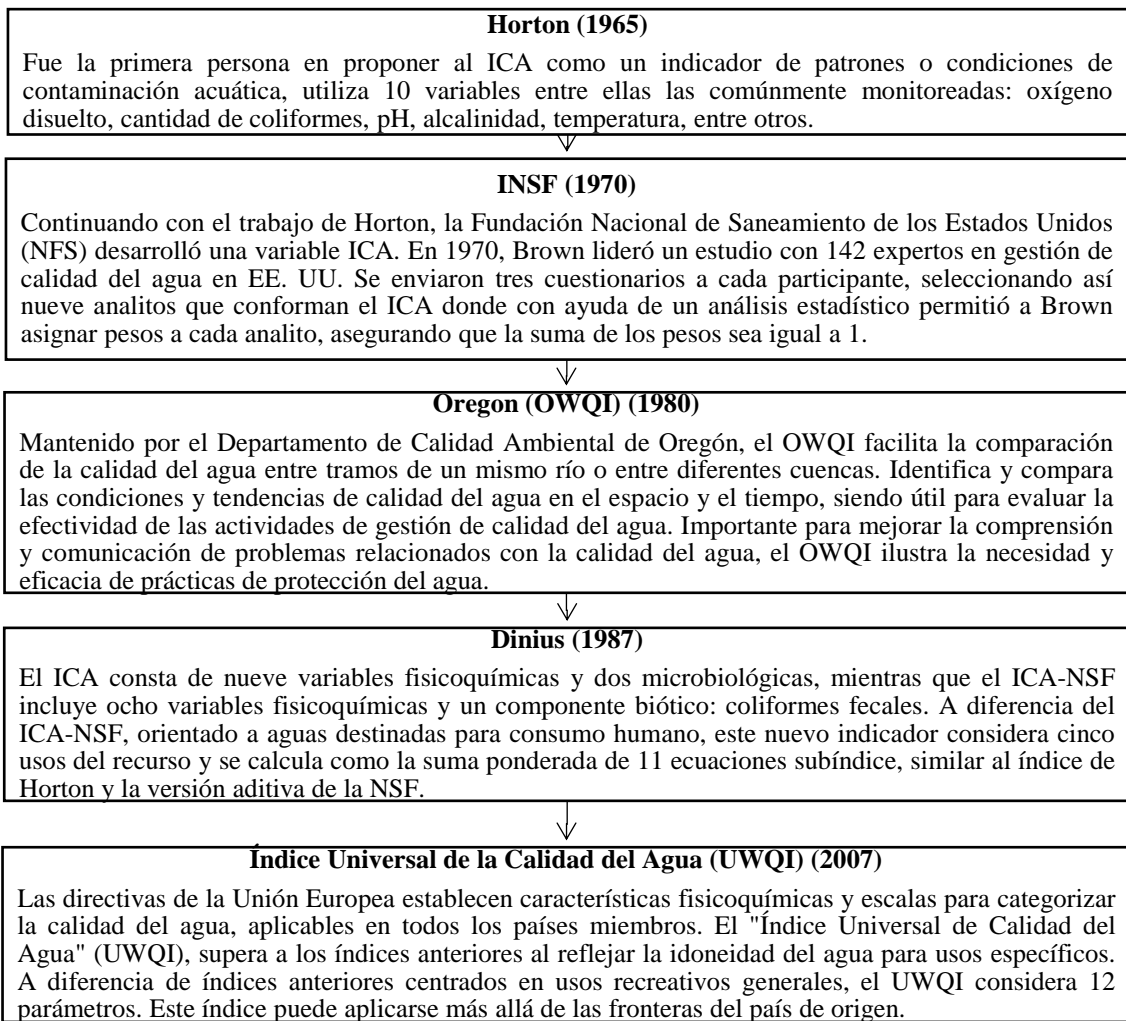 Horton (1965)
Fue la primera persona en proponer al ICA como un indicador de patrones o condiciones de
contaminación acuática, utiliza 10 variables entre ellas las comúnmente monitoreadas: oxígeno
disuelto, cantidad de coliformes, pH, alcalinidad, temperatura, entre otros.
INSF (1970)
Continuando con el trabajo de Horton, la Fundación Nacional de Saneamiento de los Estados Unidos
(NFS) desarrolló una variable ICA. En 1970, Brown lideró un estudio con 142 expertos en gestión de
calidad del agua en EE. UU. Se enviaron tres cuestionarios a cada participante, seleccionando así
nueve analitos que conforman el ICA donde con ayuda de un análisis estadístico permitió a Brown
asignar pesos a cada analito, asegurando que la suma de los pesos sea igual a 1.
Oregon (OWQI) (1980)
Mantenido por el Departamento de Calidad Ambiental de Oregón, el OWQI facilita la comparación
de la calidad del agua entre tramos de un mismo río o entre diferentes cuencas. Identifica y compara
las condiciones y tendencias de calidad del agua en el espacio y el tiempo, siendo útil para evaluar la
efectividad de las actividades de gestión de calidad del agua. Importante para mejorar la comprensión
y comunicación de problemas relacionados con la calidad del agua, el OWQI ilustra la necesidad y
eficacia de prácticas de protección del agua.
Dinius (1987)
El ICA consta de nueve variables fisicoquímicas y dos microbiológicas, mientras que el ICA-NSF
incluye ocho variables fisicoquímicas y un componente biótico: coliformes fecales. A diferencia del
ICA-NSF, orientado a aguas destinadas para consumo humano, este nuevo indicador considera cinco
usos del recurso y se calcula como la suma ponderada de 11 ecuaciones subíndice, similar al índice de
Horton y la versión aditiva de la NSF.
Índice Universal de la Calidad del Agua (UWQI) (2007)
Las directivas de la Unión Europea establecen características fisicoquímicas y escalas para categorizar
la calidad del agua, aplicables en todos los países miembros. El "Índice Universal de Calidad del
Agua" (UWQI), supera a los índices anteriores al reflejar la idoneidad del agua para usos específicos.
A diferencia de índices anteriores centrados en usos recreativos generales, el UWQI considera 12
parámetros. Este índice puede aplicarse más allá de las fronteras del país de origen.